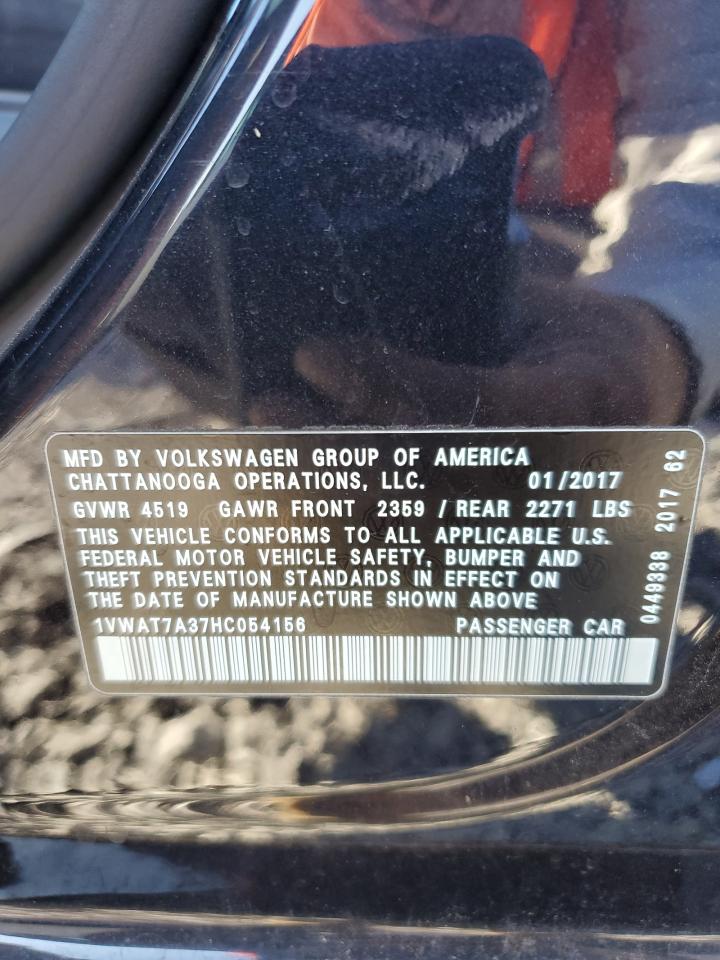 MFD BY VOLKSWAGEN GROUP OF AMERICA
CHATTANOOGA OPERATIONS, LLC. 01/2017
GVWR 4519 GAWR FRONT 2359 / REAR 2271 LBS
THIS VEHICLE CONFORMS TO ALL APPLICABLE U.S.
FEDERAL MOTOR VEHICLE SAFETY, BUMPER AND
THEFT PREVENTION STANDARDS IN EFFECT ON
THE DATE OF MANUFACTURE SHOWN ABOVE
1VWAT7A37HC054156 PASSENGER CAR
0449338 2017 62